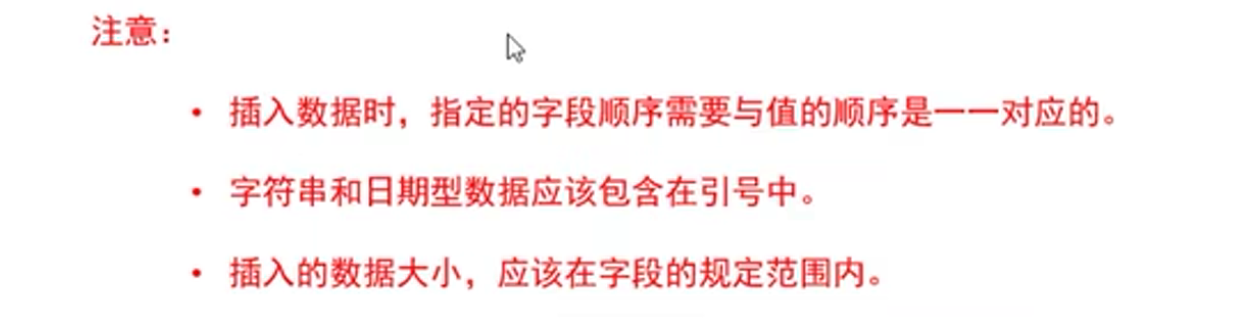 注意：
• 插入数据时，指定的字段顺序需要与值的顺序是一一对应的。
• 字符串和日期型数据应该包含在引号中。
• 插入的数据大小，应该在字段的规定范围内。